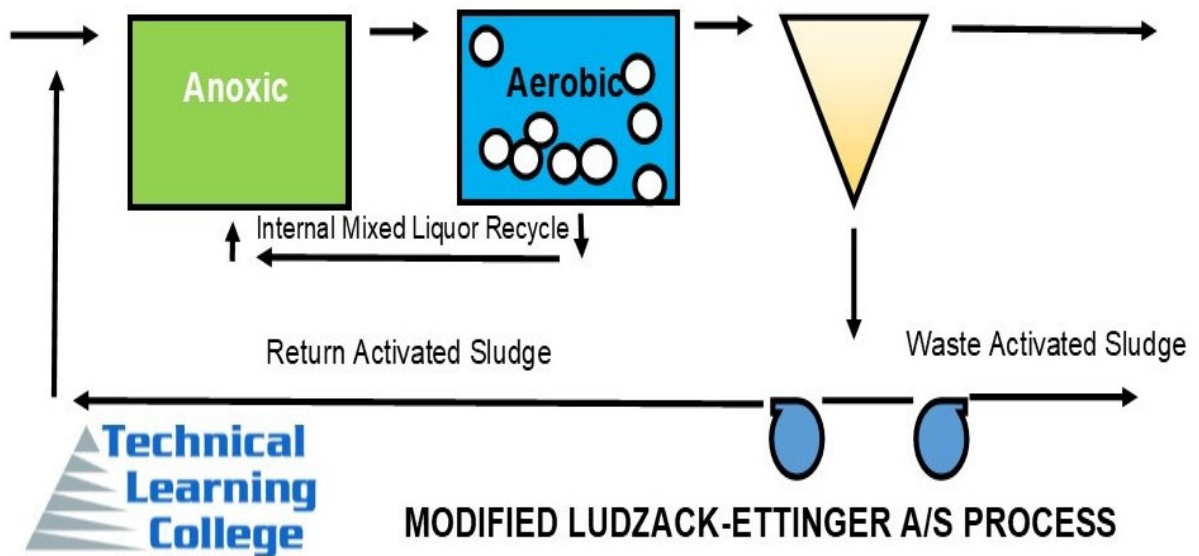 Anoxic
Aerobic
Internal Mixed Liquor Recycle
Return Activated Sludge
Waste Activated Sludge
Technical
Learning
College
MODIFIED LUDZACK-ETTINGER A/S PROCESS